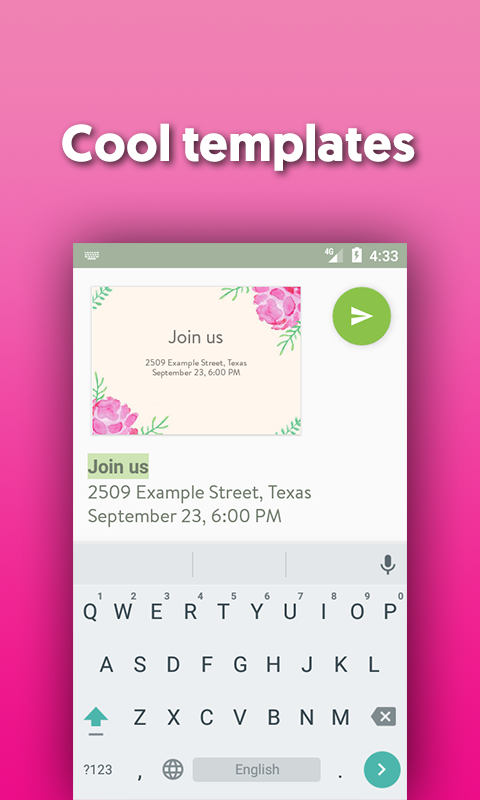 Cool templates
4G 4:33
Join us
2509 Example Street, Texas
September 23, 6:00 PM
Join us
2509 Example Street, Texas
September 23, 6:00 PM
1 2 3 4 5 6 7 8 9 0
Q W E R T Y U I O P
A S D F G H J K L
Z X C V B N M
?123 , English .